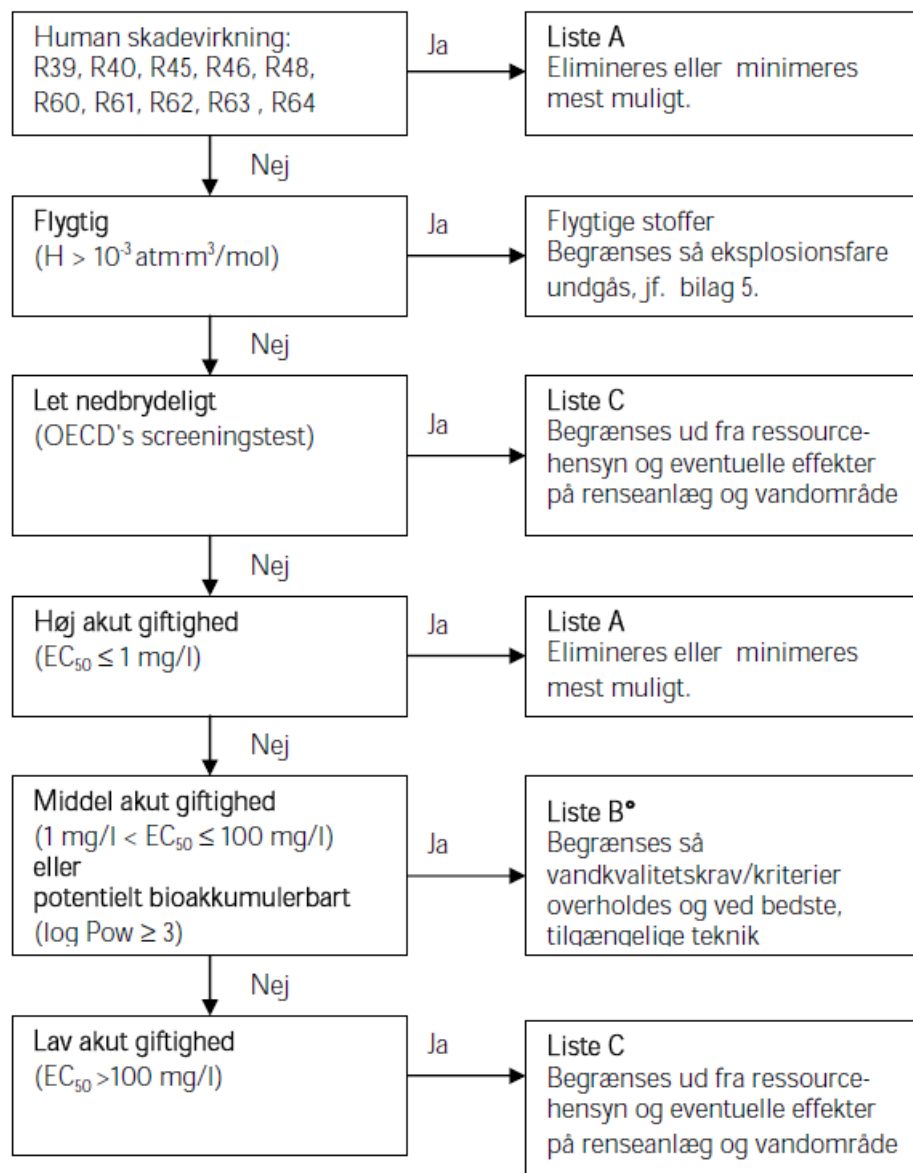 Human skadevirkning:
R39, R40, R45, R46, R48,
R60, R61, R62, R63 , R64
Ja
Liste A
Elimineres eller minimeres
mest muligt.
Nej
Flygtig
(H > 10⁻³ atm·m³/mol)
Ja
Flygtige stoffer
Begrænses så eksplosionsfare
undgås, jf. bilag 5.
Nej
Let nedbrydeligt
(OECD's screeningstest)
Ja
Liste C
Begrænses ud fra ressource-
hensyn og eventuelle effekter
på renseanlæg og vandområde
Nej
Høj akut giftighed
(EC₅₀ ≤ 1 mg/l)
Ja
Liste A
Elimineres eller minimeres
mest muligt.
Nej
Middel akut giftighed
(1 mg/l < EC₅₀ ≤ 100 mg/l)
eller
potentielt bioakkumulerbart
(log Pow ≥ 3)
Ja
Liste B°
Begrænses så
vandkvalitetskrav/kriterier
overholdes og ved bedste,
tilgængelige teknik
Nej
Lav akut giftighed
(EC₅₀ >100 mg/l)
Ja
Liste C
Begrænses ud fra ressource-
hensyn og eventuelle effekter
på renseanlæg og vandområde